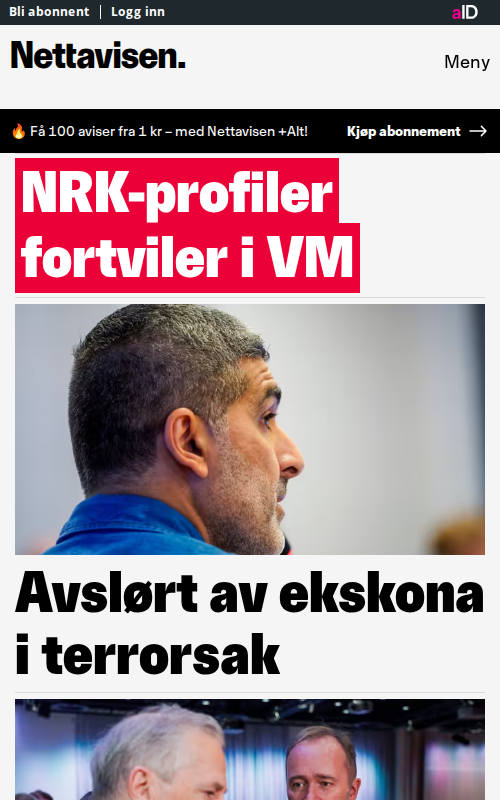 Bli abonnent | Logg inn
aID
Nettavisen.
Meny
🔥 Få 100 aviser fra 1 kr – med Nettavisen +Alt!
Kjøp abonnement →
NRK-profiler
fortviler i VM
Avslørt av ekskona
i terrorsak